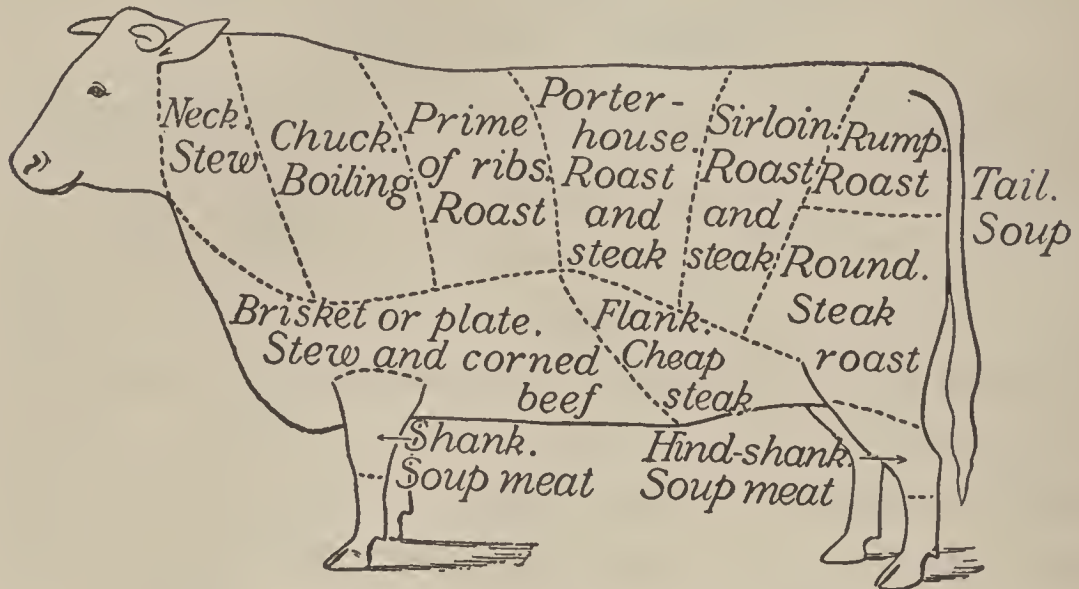 Neck.
Stew
Chuck.
Boiling
Prime
of ribs.
Roast
Porter-
house.
Roast
and
steak
Sirloin.
Roast
and
steak
Rump.
Roast
Tail.
Soup
Round.
Steak
roast
Brisket or plate.
Stew and corned
beef
Flank.
Cheap
steak
Shank.
Soup meat
Hind-shank.
Soup meat